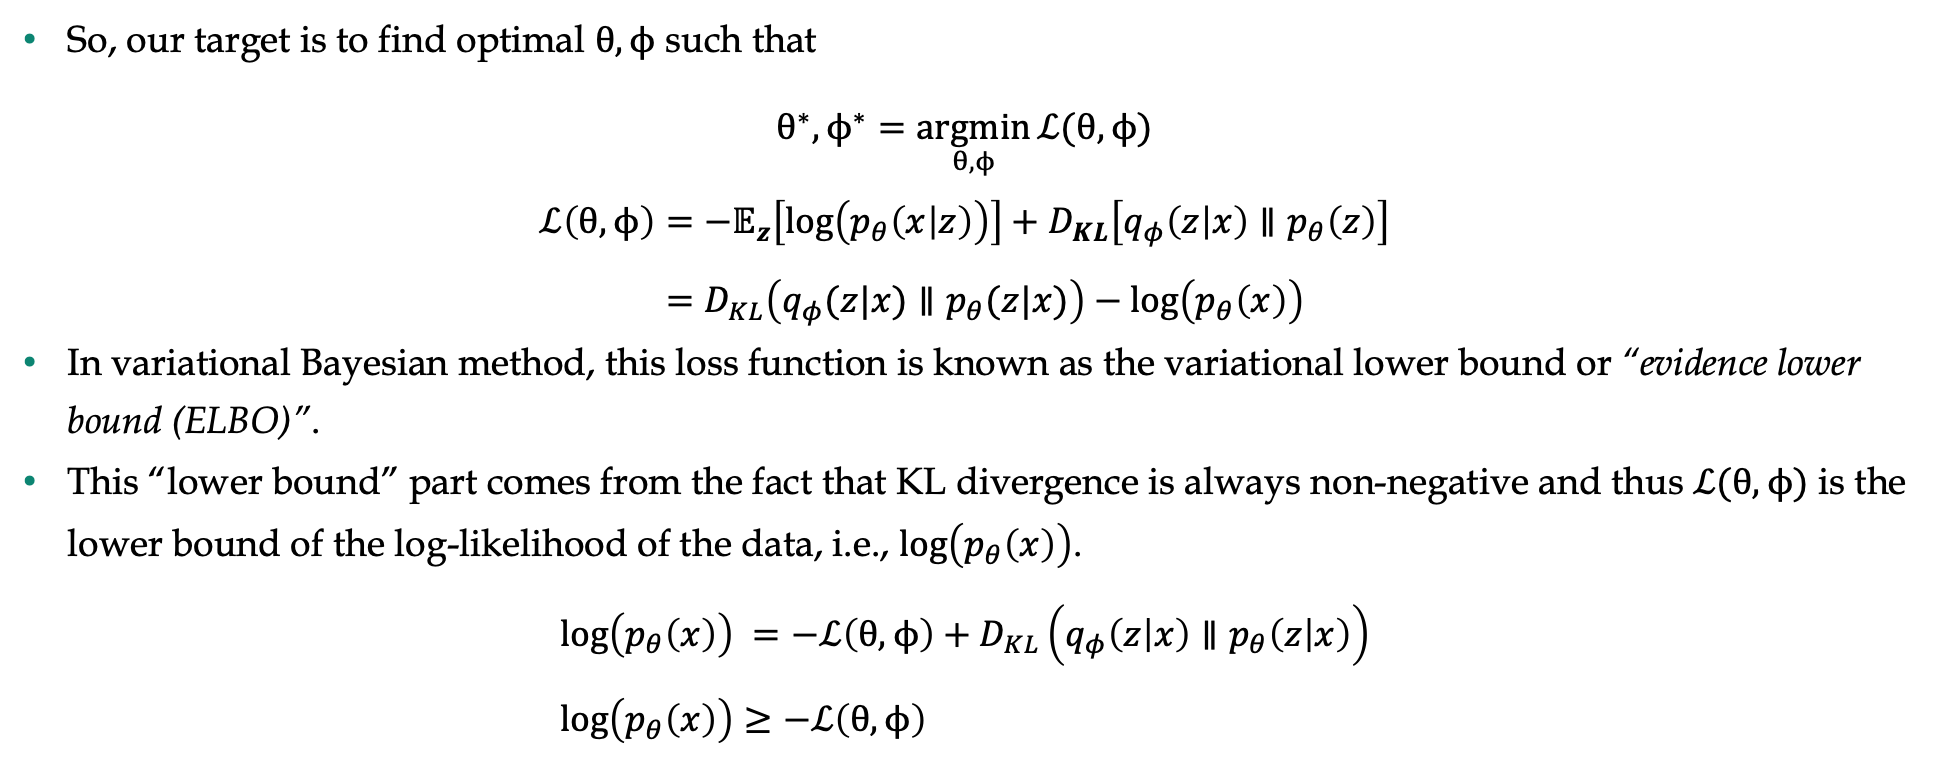 • So, our target is to find optimal θ, ϕ such that
θ*, ϕ* = argmin ℒ(θ, ϕ)
θ,ϕ
ℒ(θ, ϕ) = −𝔼_z[log(p_θ(x|z))] + D_KL[q_ϕ(z|x) ∥ p_θ(z)]
= D_KL(q_ϕ(z|x) ∥ p_θ(z|x)) − log(p_θ(x))
• In variational Bayesian method, this loss function is known as the variational lower bound or “evidence lower
bound (ELBO)”.
• This “lower bound” part comes from the fact that KL divergence is always non-negative and thus ℒ(θ, ϕ) is the
lower bound of the log-likelihood of the data, i.e., log(p_θ(x)).
log(p_θ(x)) = −ℒ(θ, ϕ) + D_KL(q_ϕ(z|x) ∥ p_θ(z|x))
log(p_θ(x)) ≥ −ℒ(θ, ϕ)